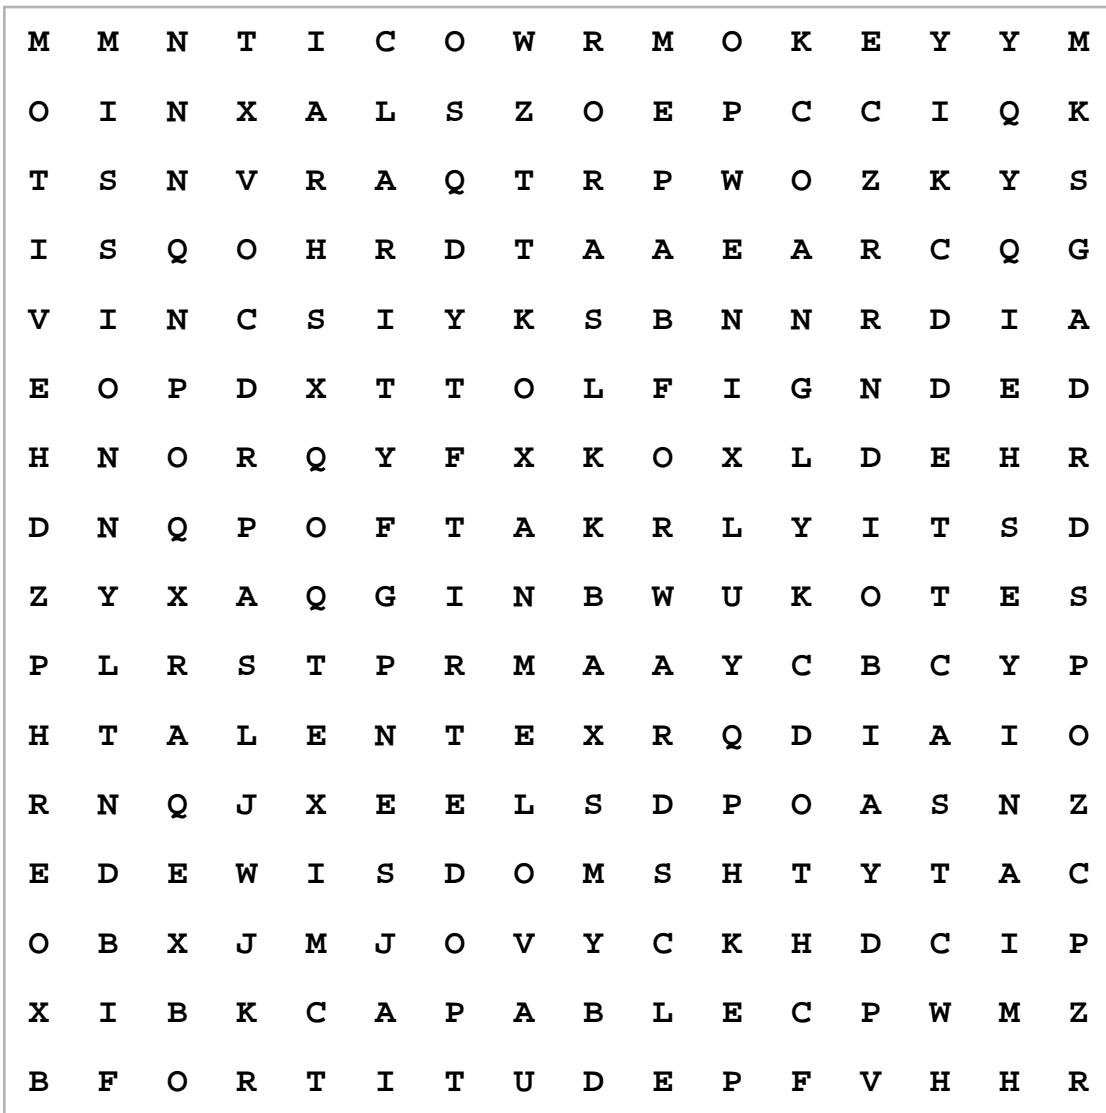 M M N T I C O W R M O K E Y Y M
O I N X A L S Z O E P C C I Q K
T S N V R A Q T R P W O Z K Y S
I S Q O H R D T A A E A R C Q G
V I N C S I Y K S B N N R D I A
E O P D X T T O L F I G N D E D
H N O R Q Y F X K O X L D E H R
D N Q P O F T A K R L Y I T S D
Z Y X A Q G I N B W U K O T E S
P L R S T P R M A A Y C B C Y P
H T A L E N T E X R Q D I A I O
R N Q J X E E L S D P O A S N Z
E D E W I S D O M S H T Y T A C
O B X J M J O V Y C K H D C I P
X I B K C A P A B L E C P W M Z
B F O R T I T U D E P F V H H R